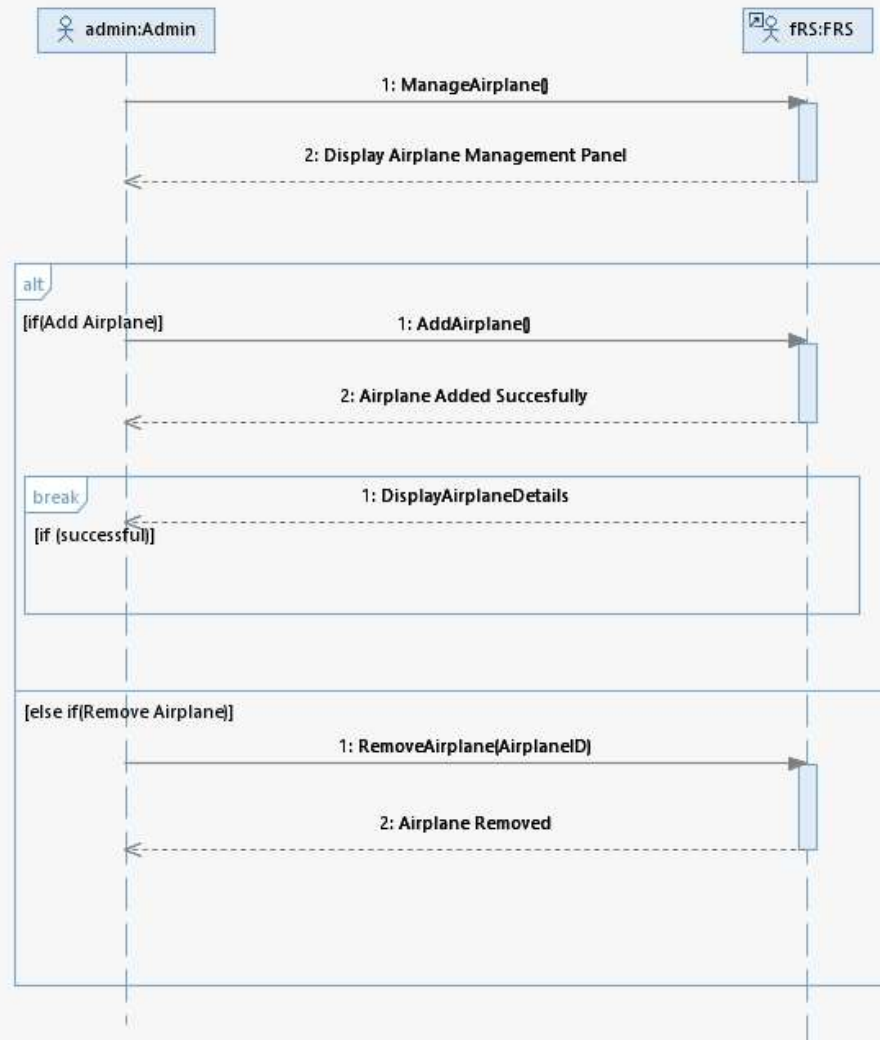 admin:Admin
fRS:FRS
1: ManageAirplane()
2: Display Airplane Management Panel
alt
[if(Add Airplane)]
1: AddAirplane()
2: Airplane Added Succesfully
break
1: DisplayAirplaneDetails
[if (successful)]
[else if(Remove Airplane)]
1: RemoveAirplane(AirplaneID)
2: Airplane Removed